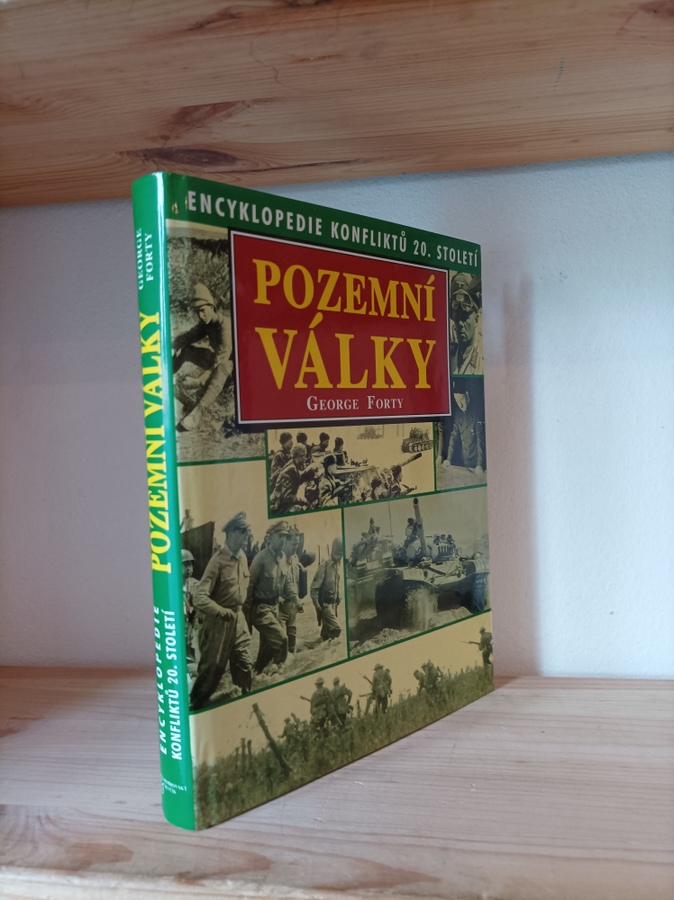 ENCYKLOPEDIE KONFLIKTŮ 20. STOLETÍ
POZEMNÍ
VÁLKY
GEORGE FORTY
GEORGE
FORTY
POZEMNÍ VÁLKY
ENCYKLOPEDIE
KONFLIKTŮ 20. STOLETÍ